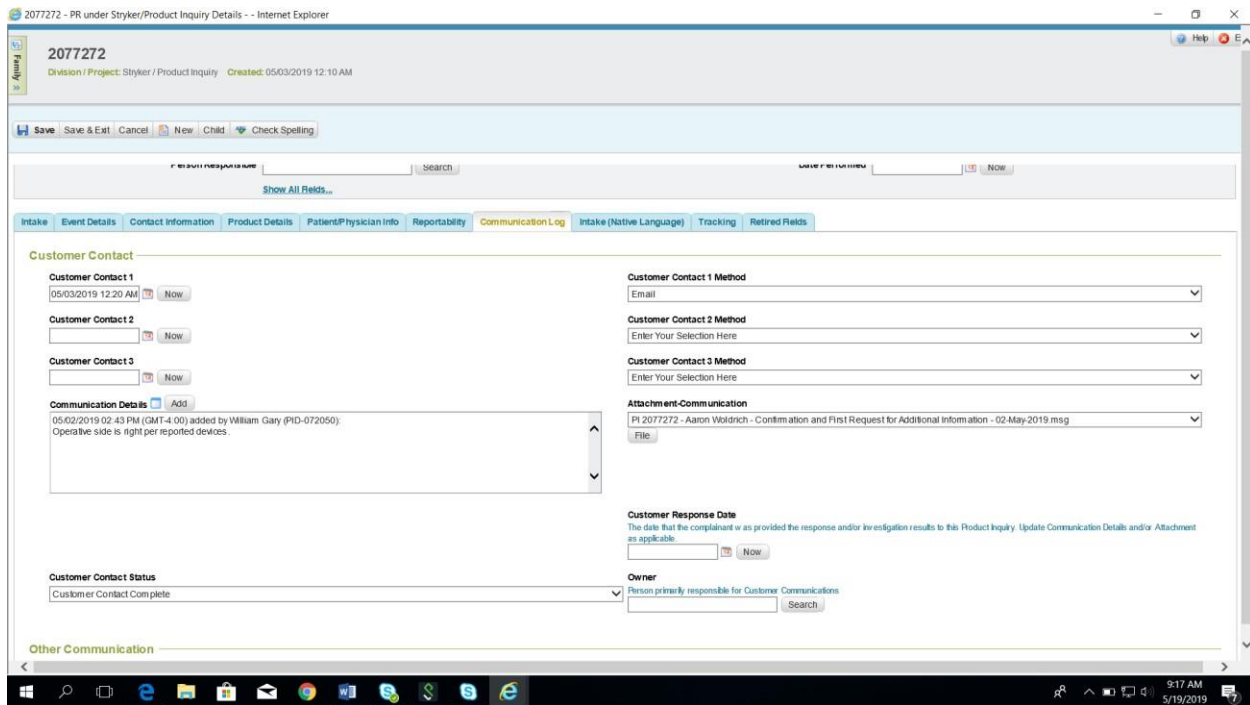 2077272 - PR under Stryker/Product Inquiry Details - - Internet Explorer
Help
Family »
2077272
Division / Project: Stryker / Product Inquiry Created: 05/03/2019 12:10 AM
Save Save & Exit Cancel New Child Check Spelling
Person Responsible Search Date Performed Now
Show All Fields...
Intake Event Details Contact Information Product Details Patient/Physician Info Reportability Communication Log Intake (Native Language) Tracking Retired Fields
Customer Contact
Customer Contact 1 Customer Contact 1 Method
05/03/2019 12:20 AM Now Email
Customer Contact 2 Customer Contact 2 Method
Now Enter Your Selection Here
Customer Contact 3 Customer Contact 3 Method
Now Enter Your Selection Here
Communication Details Add Attachment-Communication
05/02/2019 02:43 PM (GMT-4:00) added by William Gary (PID-072050): PI 2077272 - Aaron Woldrich - Confirmation and First Request for Additional Information - 02-May-2019.msg
Operative side is right per reported devices. File
Customer Response Date
The date that the complainant was provided the response and/or investigation results to this Product Inquiry. Update Communication Details and/or Attachment
as applicable.
Now
Customer Contact Status Owner
Customer Contact Complete Person primarily responsible for Customer Communications
Search
Other Communication
9:17 AM
5/19/2019